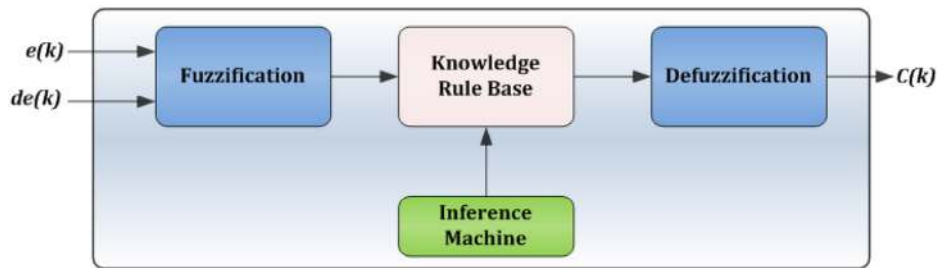 e(k)
de(k)
Fuzzification
Knowledge
Rule Base
Defuzzification
C(k)
Inference
Machine